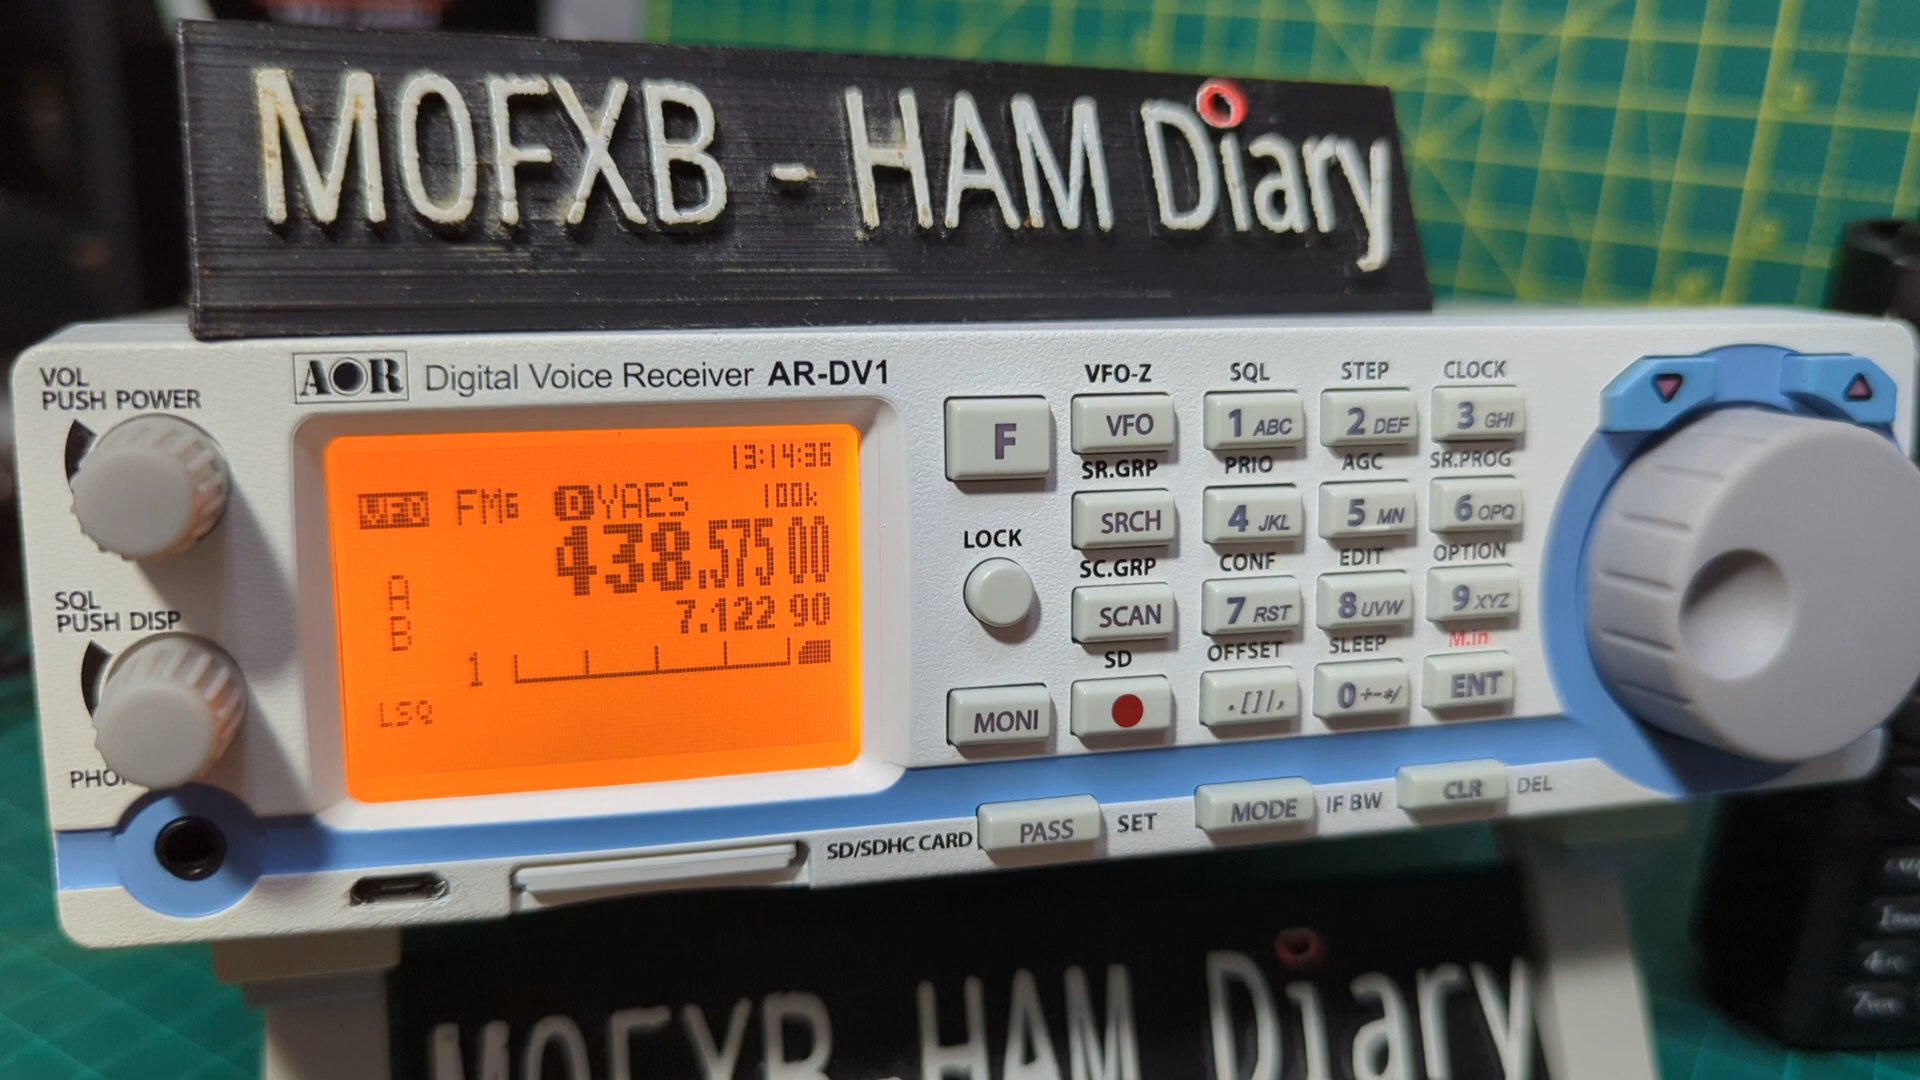 MOFXB - HAM Diary
AOR Digital Voice Receiver AR-DV1
VOL
PUSH POWER
SQL
PUSH DISP
13:14:36
VFO FM6 D YAES 100k
438.575 00
A
7.122 90
B
1
LSQ
F
LOCK
MONI
VFO-Z SQL STEP CLOCK
VFO 1 ABC 2 DEF 3 GHI
SR.GRP PRIO AGC SR.PROG
SRCH 4 JKL 5 MN 6 OPQ
SC.GRP CONF EDIT OPTION
SCAN 7 RST 8 UVW 9 XYZ
SD OFFSET SLEEP M.in
.[]|, 0 +-*/ ENT
SD/SDHC CARD PASS SET MODE IF BW CLR DEL
MOFXB - HAM Diary